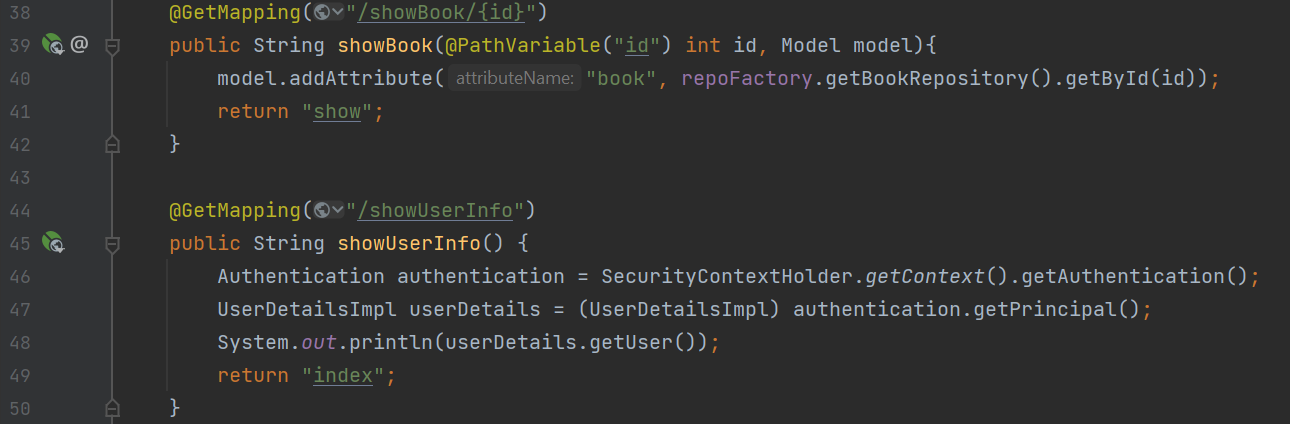 38 @GetMapping("/showBook/{id}")
39 @ public String showBook(@PathVariable("id") int id, Model model){
40 model.addAttribute( attributeName: "book", repoFactory.getBookRepository().getById(id));
41 return "show";
42 }
43
44 @GetMapping("/showUserInfo")
45 public String showUserInfo() {
46 Authentication authentication = SecurityContextHolder.getContext().getAuthentication();
47 UserDetailsImpl userDetails = (UserDetailsImpl) authentication.getPrincipal();
48 System.out.println(userDetails.getUser());
49 return "index";
50 }